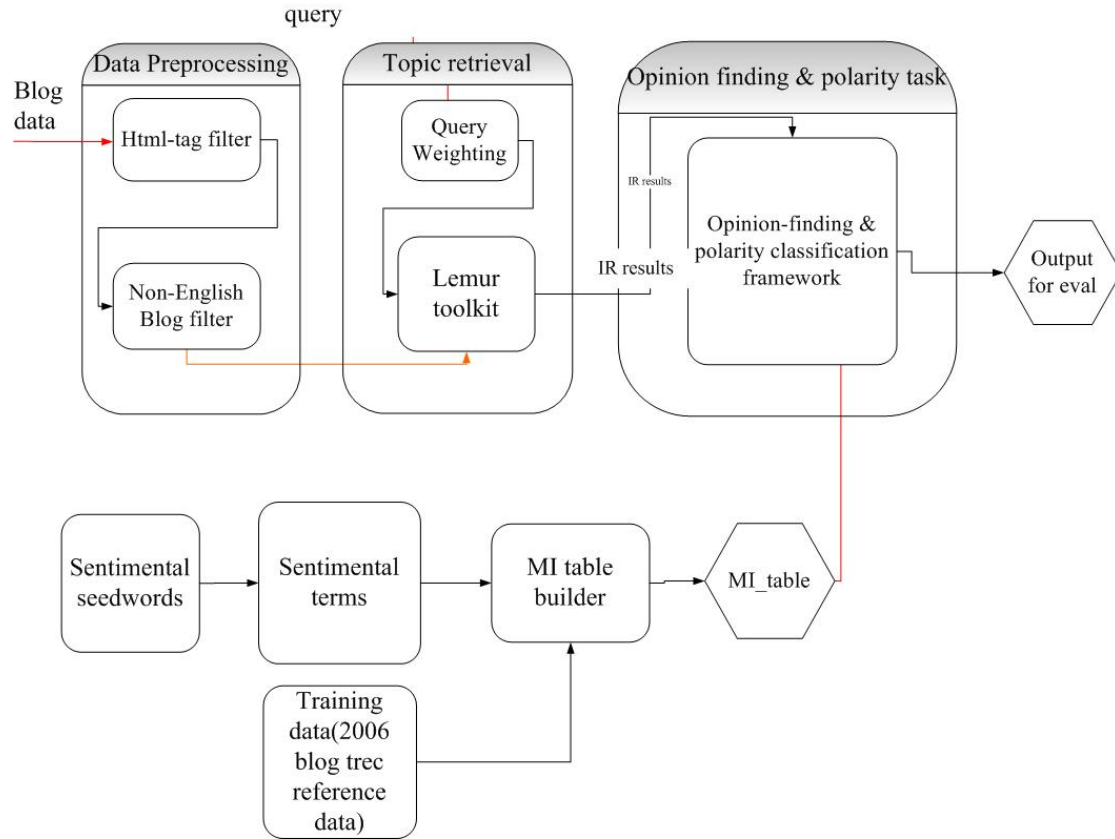 query
Data Preprocessing
Topic retrieval
Opinion finding & polarity task
Blog
data
Html-tag filter
Query
Weighting
IR results
Opinion-finding &
polarity classification
framework
Non-English
Blog filter
Lemur
toolkit
IR results
Output
for eval
Sentimental
seedwords
Sentimental
terms
MI table
builder
MI_table
Training
data(2006
blog trec
reference
data)